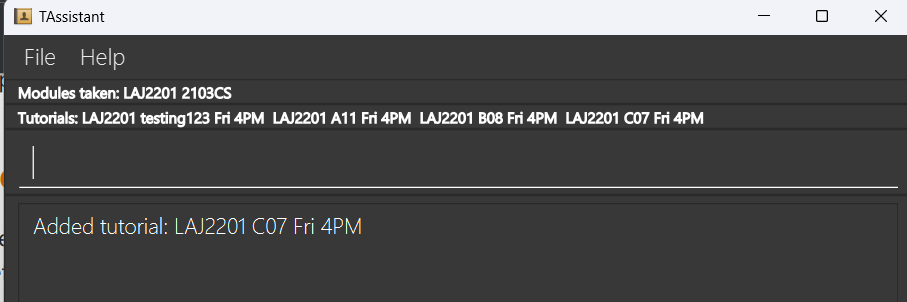 TAssistant
File Help
Modules taken: LAJ2201 2103CS
Tutorials: LAJ2201 testing123 Fri 4PM LAJ2201 A11 Fri 4PM LAJ2201 B08 Fri 4PM LAJ2201 C07 Fri 4PM
Added tutorial: LAJ2201 C07 Fri 4PM